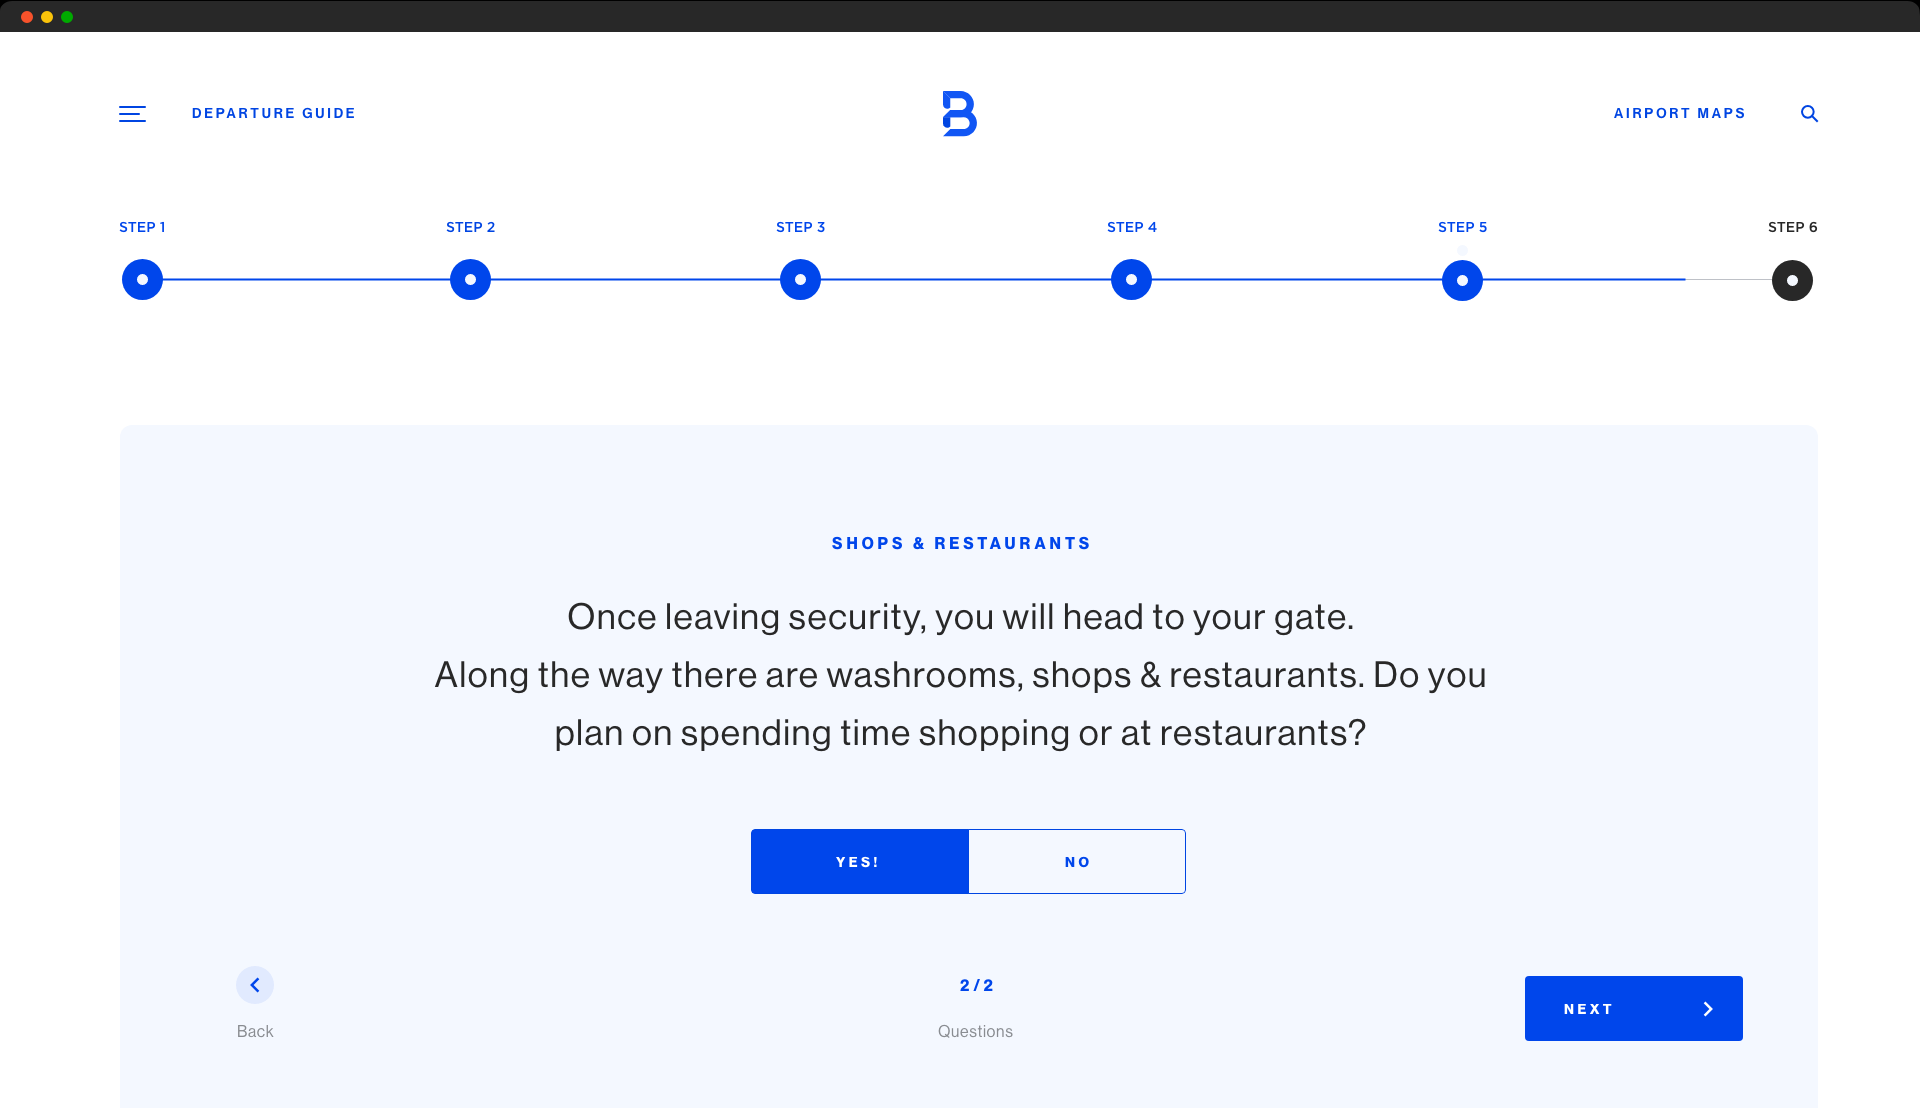 DEPARTURE GUIDE
B
AIRPORT MAPS
STEP 1
STEP 2
STEP 3
STEP 4
STEP 5
STEP 6
SHOPS & RESTAURANTS
Once leaving security, you will head to your gate.
Along the way there are washrooms, shops & restaurants. Do you
plan on spending time shopping or at restaurants?
YES!
NO
2/2
NEXT
Back
Questions